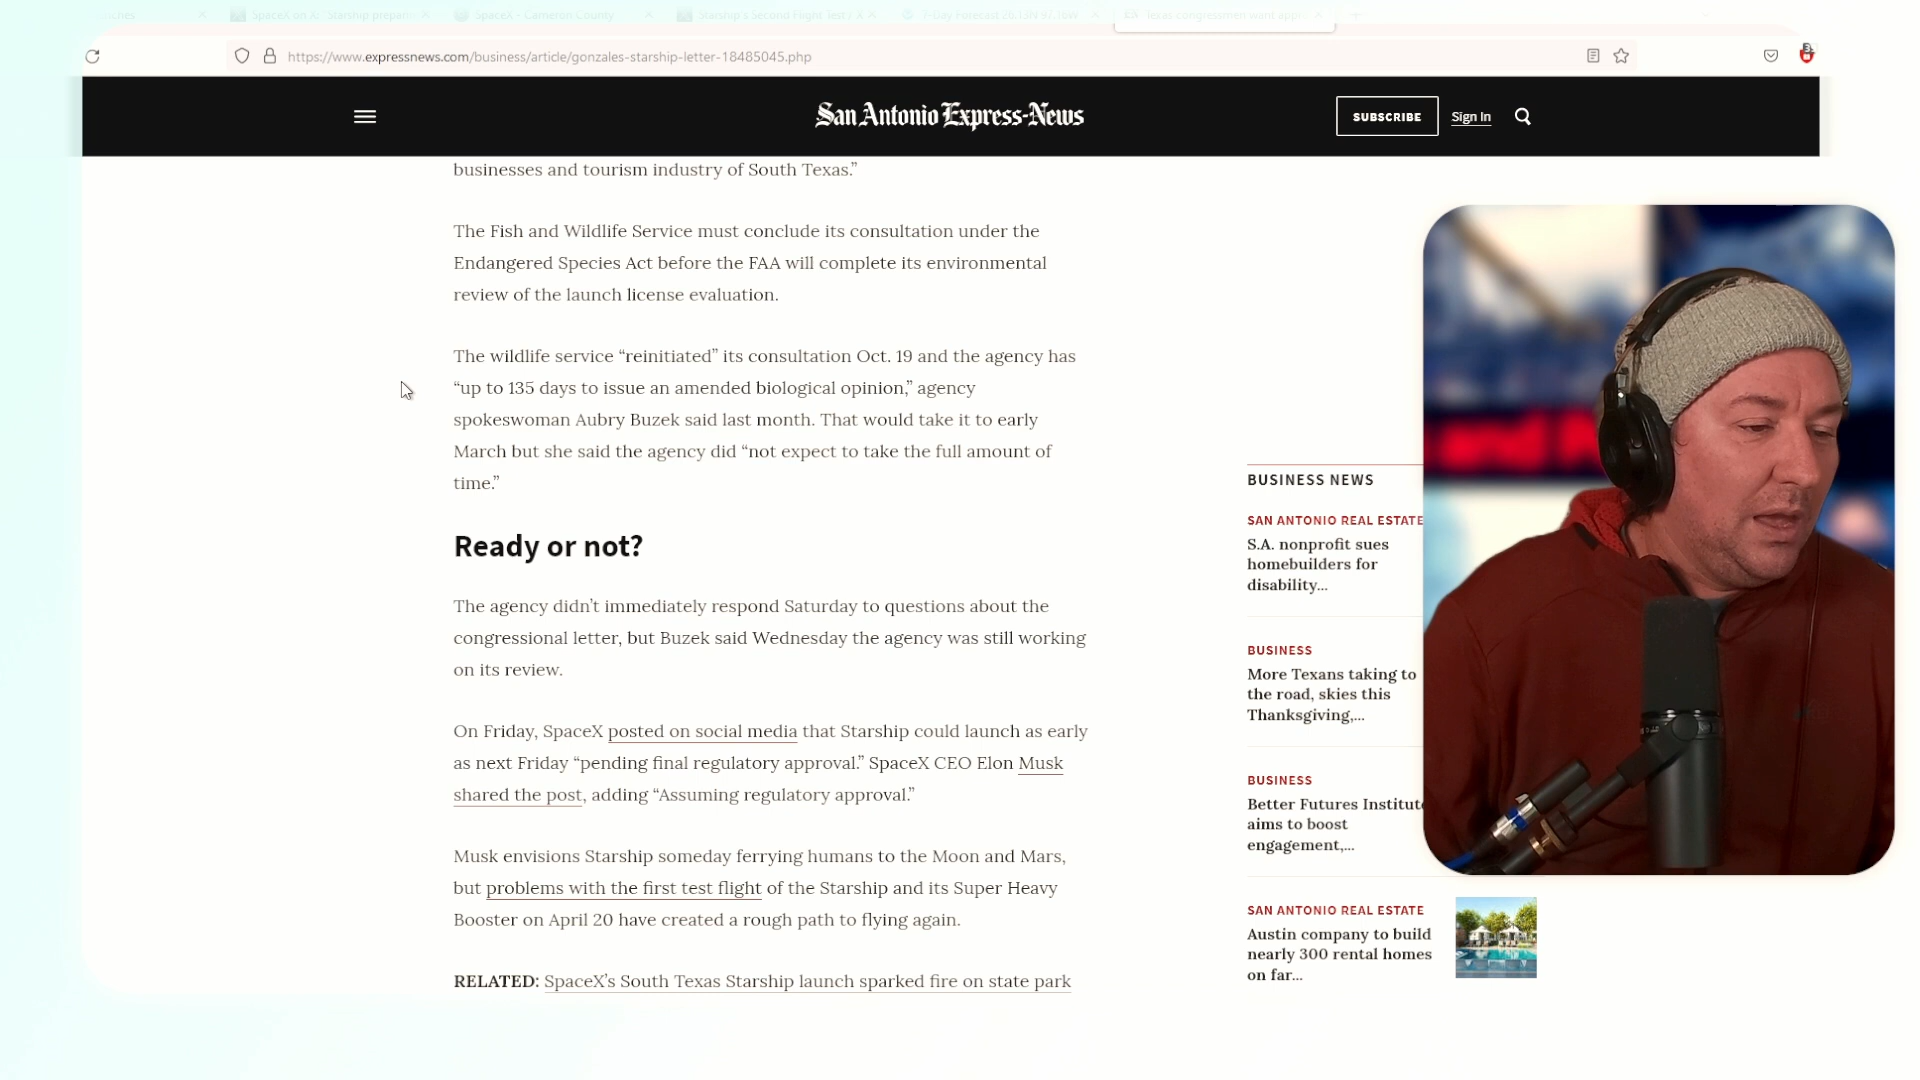 SpaceX on X: "Starship prepari
SpaceX - Cameron County
Starship's Second Flight Test / X
7-Day Forecast 26.13N 97.16W
Texas congressmen want appr
https://www.expressnews.com/business/article/gonzales-starship-letter-18485045.php
San Antonio Express-News
SUBSCRIBE
Sign In
businesses and tourism industry of South Texas.”
The Fish and Wildlife Service must conclude its consultation under the
Endangered Species Act before the FAA will complete its environmental
review of the launch license evaluation.
The wildlife service “reinitiated” its consultation Oct. 19 and the agency has
“up to 135 days to issue an amended biological opinion,” agency
spokeswoman Aubry Buzek said last month. That would take it to early
March but she said the agency did “not expect to take the full amount of
time.”
Ready or not?
The agency didn’t immediately respond Saturday to questions about the
congressional letter, but Buzek said Wednesday the agency was still working
on its review.
On Friday, SpaceX posted on social media that Starship could launch as early
as next Friday “pending final regulatory approval.” SpaceX CEO Elon Musk
shared the post, adding “Assuming regulatory approval.”
Musk envisions Starship someday ferrying humans to the Moon and Mars,
but problems with the first test flight of the Starship and its Super Heavy
Booster on April 20 have created a rough path to flying again.
RELATED: SpaceX’s South Texas Starship launch sparked fire on state park
BUSINESS NEWS
SAN ANTONIO REAL ESTATE
S.A. nonprofit sues
homebuilders for
disability...
BUSINESS
More Texans taking to
the road, skies this
Thanksgiving,...
BUSINESS
Better Futures Institute
aims to boost
engagement,...
SAN ANTONIO REAL ESTATE
Austin company to build
nearly 300 rental homes
on far...
and P